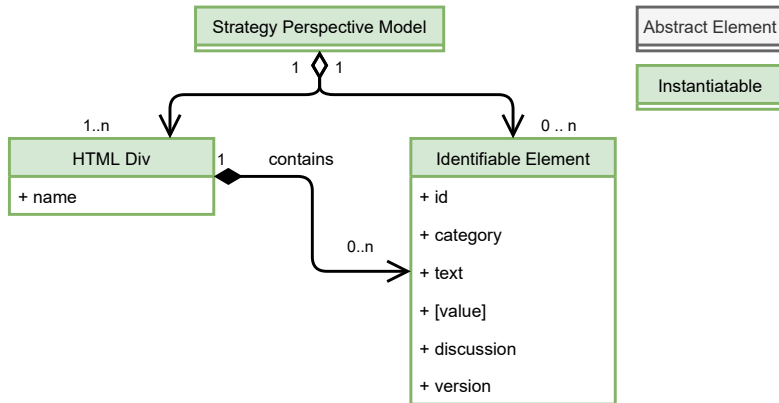 Strategy Perspective Model
Abstract Element
1 1
Instantiatable
1..n
0 .. n
HTML Div
1
contains
Identifiable Element
+ name
+ id
+ category
0..n
+ text
+ [value]
+ discussion
+ version